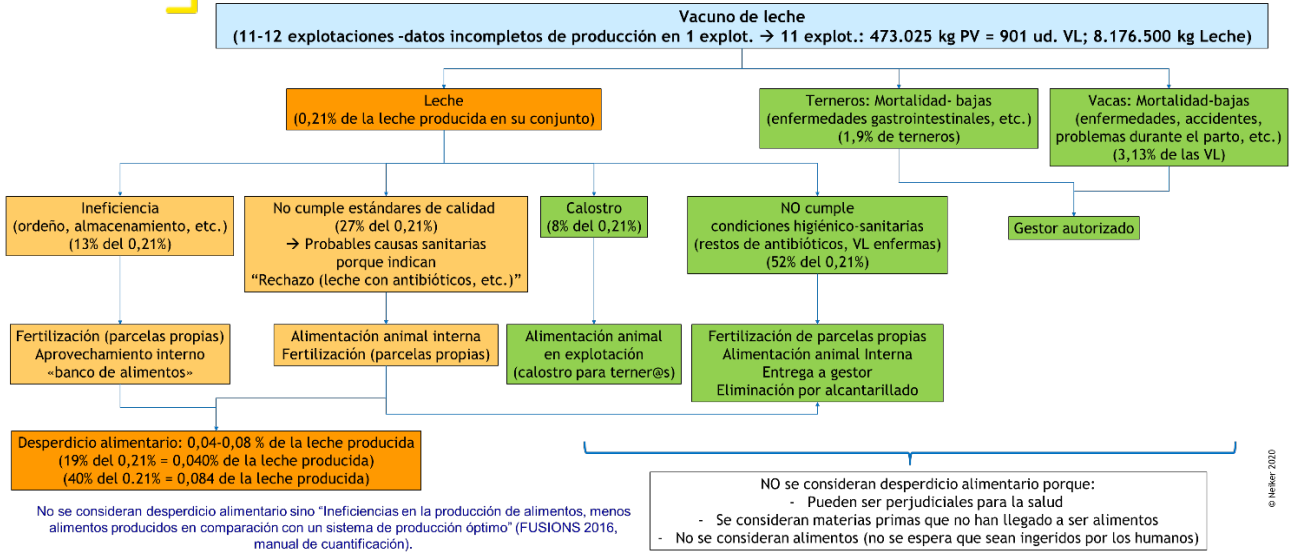 Vacuno de leche
(11-12 explotaciones –datos incompletos de producción en 1 explot. → 11 explot.: 473.025 kg PV = 901 ud. VL; 8.176.500 kg Leche)
Leche
(0,21% de la leche producida en su conjunto)
Terneros: Mortalidad- bajas
(enfermedades gastrointestinales, etc.)
(1,9% de terneros)
Vacas: Mortalidad-bajas
(enfermedades, accidentes,
problemas durante el parto, etc.)
(3,13% de las VL)
Ineficiencia
(ordeño, almacenamiento, etc.)
(13% del 0,21%)
No cumple estándares de calidad
(27% del 0,21%)
→ Probables causas sanitarias
porque indican
“Rechazo (leche con antibióticos, etc.)”
Calostro
(8% del 0,21%)
NO cumple
condiciones higiénico-sanitarias
(restos de antibióticos, VL enfermas)
(52% del 0,21%)
Gestor autorizado
Fertilización (parcelas propias)
Aprovechamiento interno
«banco de alimentos»
Alimentación animal interna
Fertilización (parcelas propias)
Alimentación animal
en explotación
(calostro para terner@s)
Fertilización de parcelas propias
Alimentación animal Interna
Entrega a gestor
Eliminación por alcantarillado
Desperdicio alimentario: 0,04-0,08 % de la leche producida
(19% del 0,21% = 0,040% de la leche producida)
(40% del 0.21% = 0,084 de la leche producida)
NO se consideran desperdicio alimentario porque:
- Pueden ser perjudiciales para la salud
- Se consideran materias primas que no han llegado a ser alimentos
- No se consideran alimentos (no se espera que sean ingeridos por los humanos)
No se consideran desperdicio alimentario sino “Ineficiencias en la producción de alimentos, menos
alimentos producidos en comparación con un sistema de producción óptimo” (FUSIONS 2016,
manual de cuantificación).
© Neiker 2020